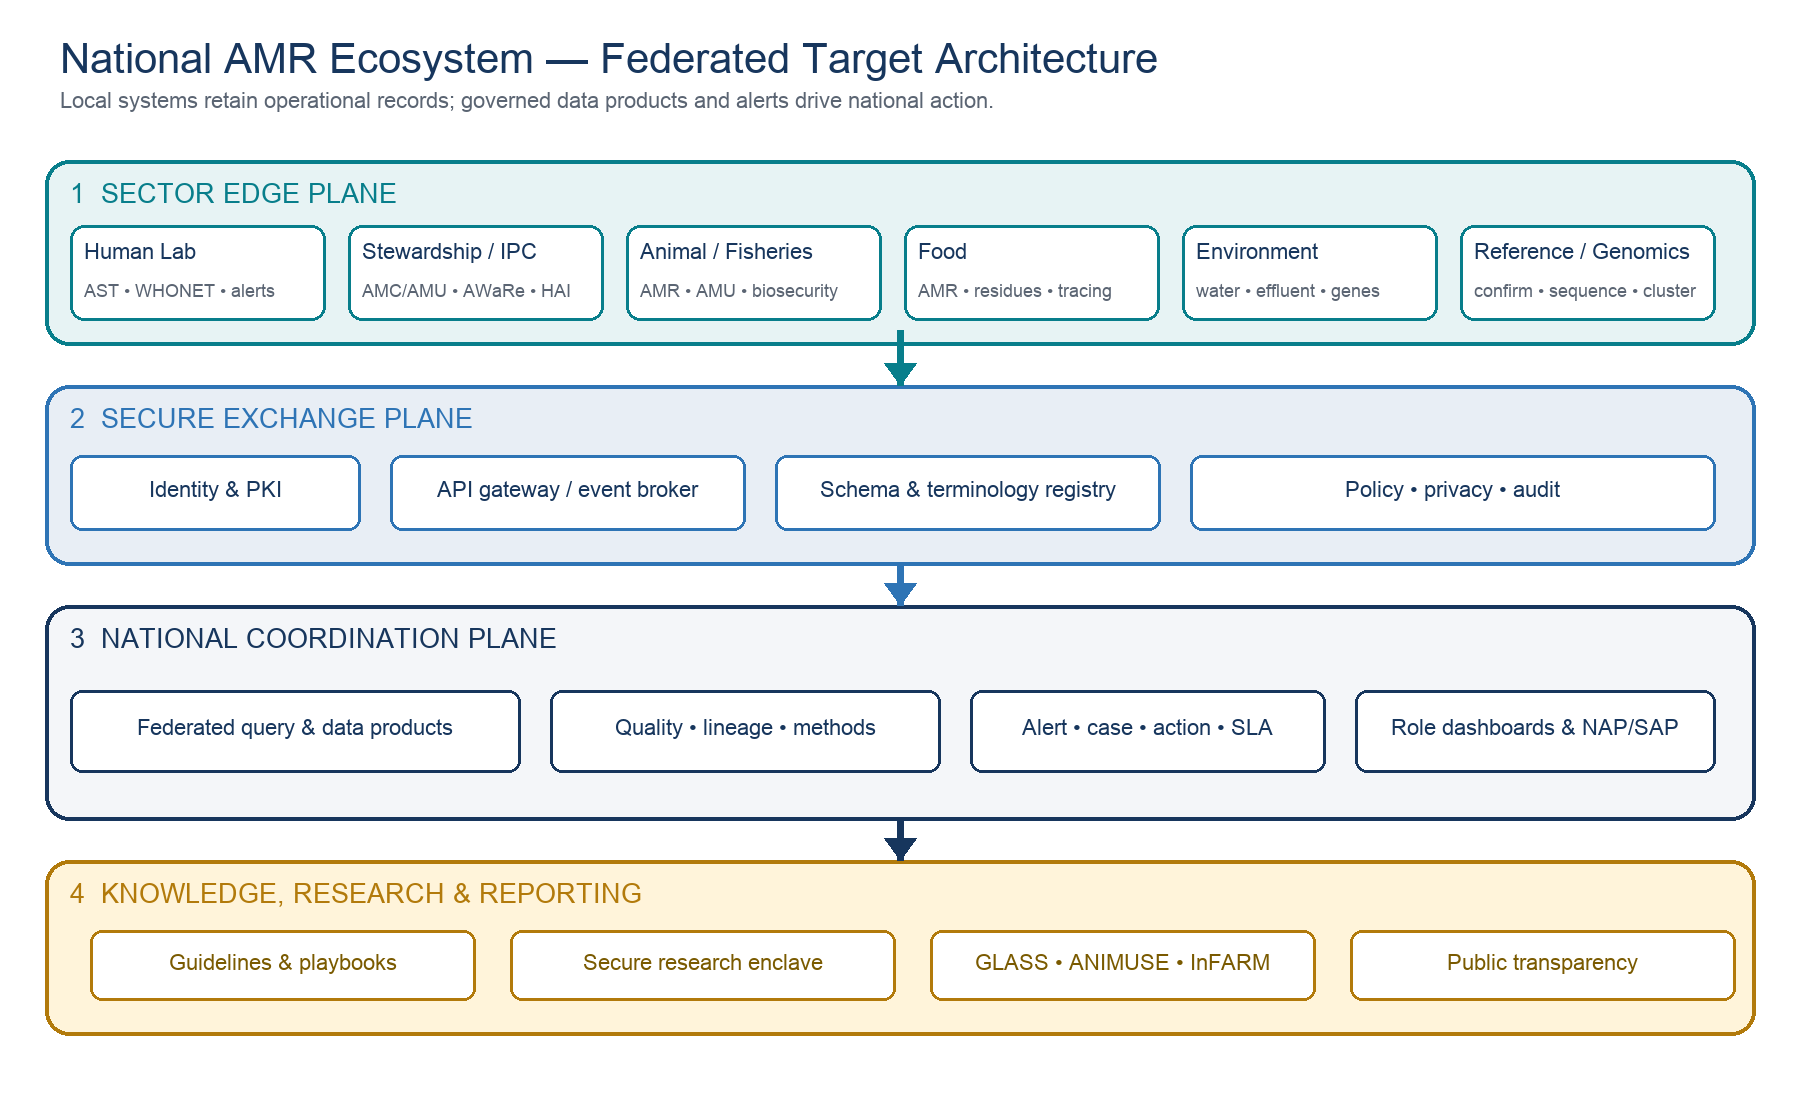 National AMR Ecosystem — Federated Target Architecture
Local systems retain operational records; governed data products and alerts drive national action.
1 SECTOR EDGE PLANE
Human Lab
AST • WHONET • alerts
Stewardship / IPC
AMC/AMU • AWaRe • HAI
Animal / Fisheries
AMR • AMU • biosecurity
Food
AMR • residues • tracing
Environment
water • effluent • genes
Reference / Genomics
confirm • sequence • cluster
2 SECURE EXCHANGE PLANE
Identity & PKI
API gateway / event broker
Schema & terminology registry
Policy • privacy • audit
3 NATIONAL COORDINATION PLANE
Federated query & data products
Quality • lineage • methods
Alert • case • action • SLA
Role dashboards & NAP/SAP
4 KNOWLEDGE, RESEARCH & REPORTING
Guidelines & playbooks
Secure research enclave
GLASS • ANIMUSE • InFARM
Public transparency